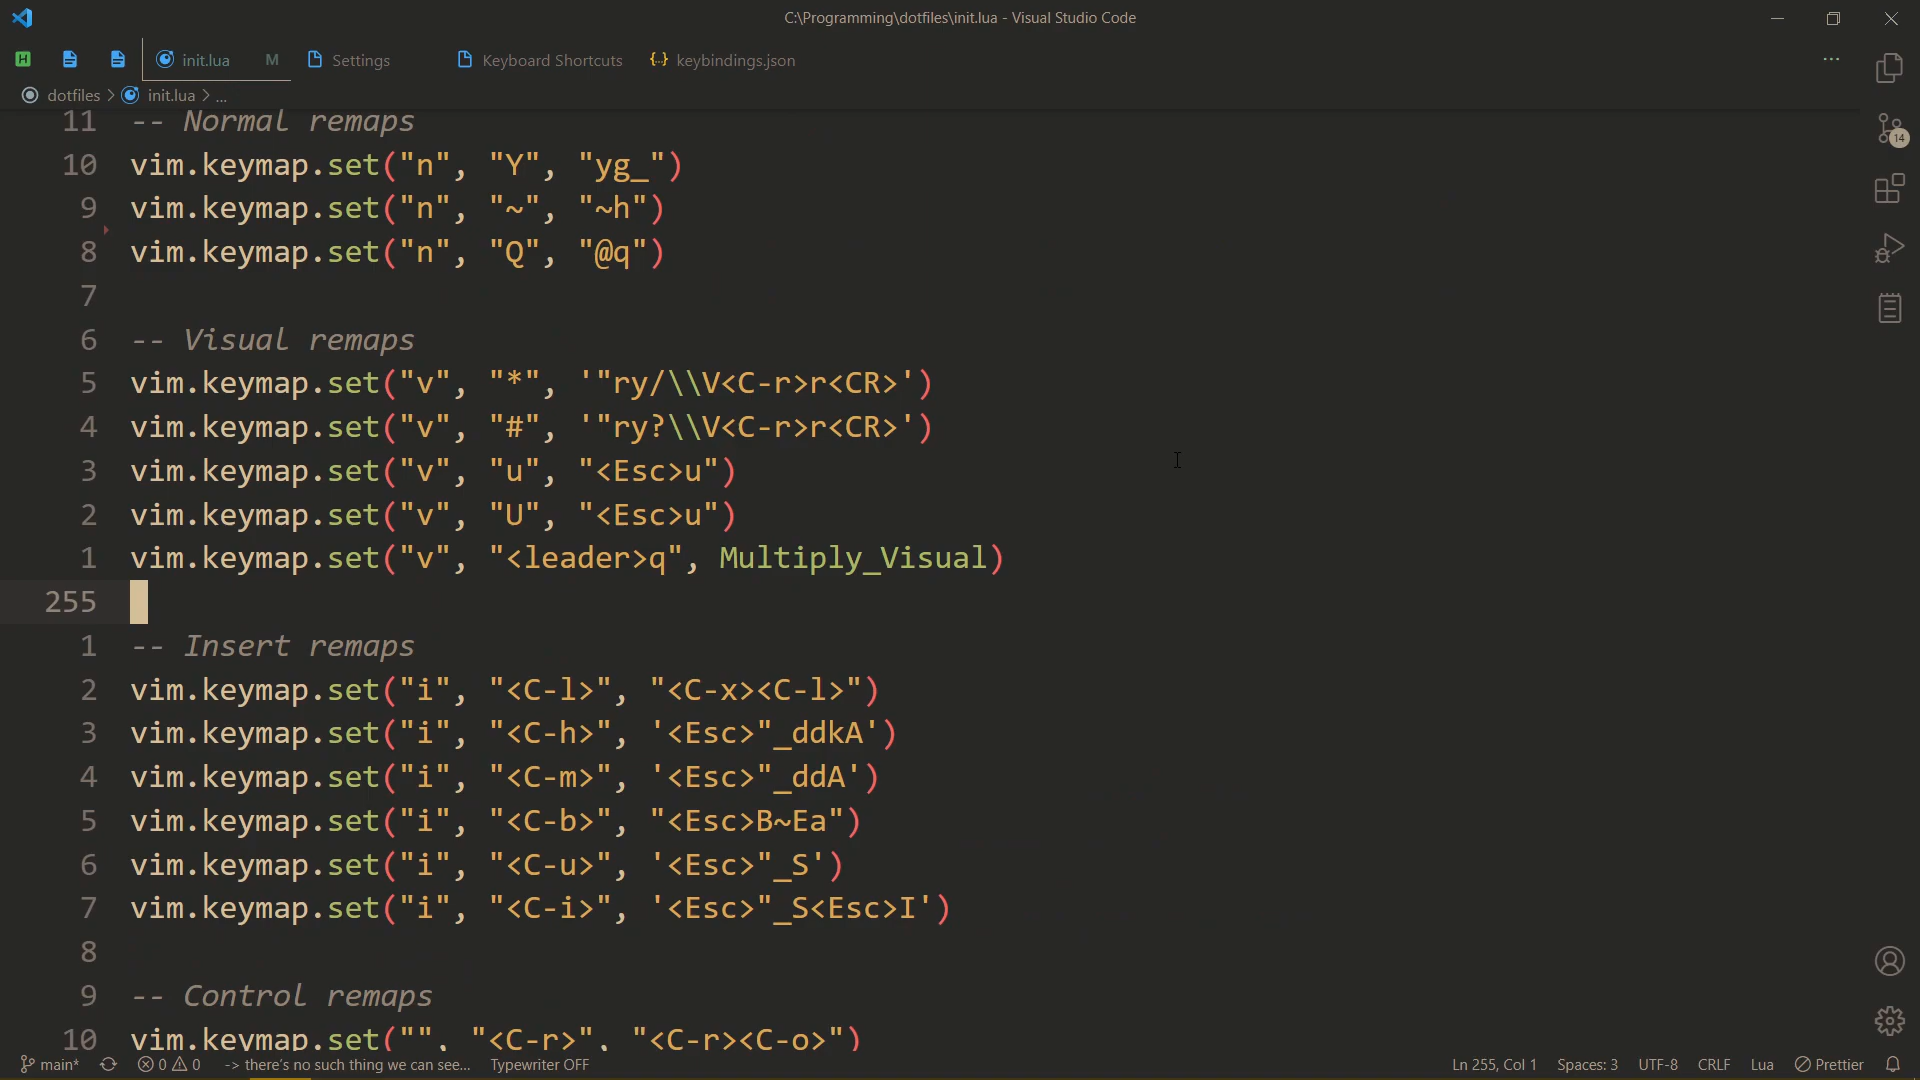 C:\Programming\dotfiles\init.lua - Visual Studio Code
H init.lua M Settings Keyboard Shortcuts {··} keybindings.json ···
dotfiles > init.lua > ...
14
11 -- Normal remaps
10 vim.keymap.set("n", "Y", "yg_")
9 vim.keymap.set("n", "~", "~h")
8 vim.keymap.set("n", "Q", "@q")
7
6 -- Visual remaps
5 vim.keymap.set("v", "*", '"ry/\\V<C-r>r<CR>')
4 vim.keymap.set("v", "#", '"ry?\\V<C-r>r<CR>')
3 vim.keymap.set("v", "u", "<Esc>u")
2 vim.keymap.set("v", "U", "<Esc>u")
1 vim.keymap.set("v", "<leader>q", Multiply_Visual)
255
1 -- Insert remaps
2 vim.keymap.set("i", "<C-l>", "<C-x><C-l>")
3 vim.keymap.set("i", "<C-h>", '<Esc>"_ddkA')
4 vim.keymap.set("i", "<C-m>", '<Esc>"_ddA')
5 vim.keymap.set("i", "<C-b>", "<Esc>B~Ea")
6 vim.keymap.set("i", "<C-u>", '<Esc>"_S')
7 vim.keymap.set("i", "<C-i>", '<Esc>"_S<Esc>I')
8
9 -- Control remaps
10 vim.keymap.set("", "<C-r>", "<C-r><C-o>")
main* 0 0 -> there's no such thing we can see... Typewriter OFF Ln 255, Col 1 Spaces: 3 UTF-8 CRLF Lua Prettier